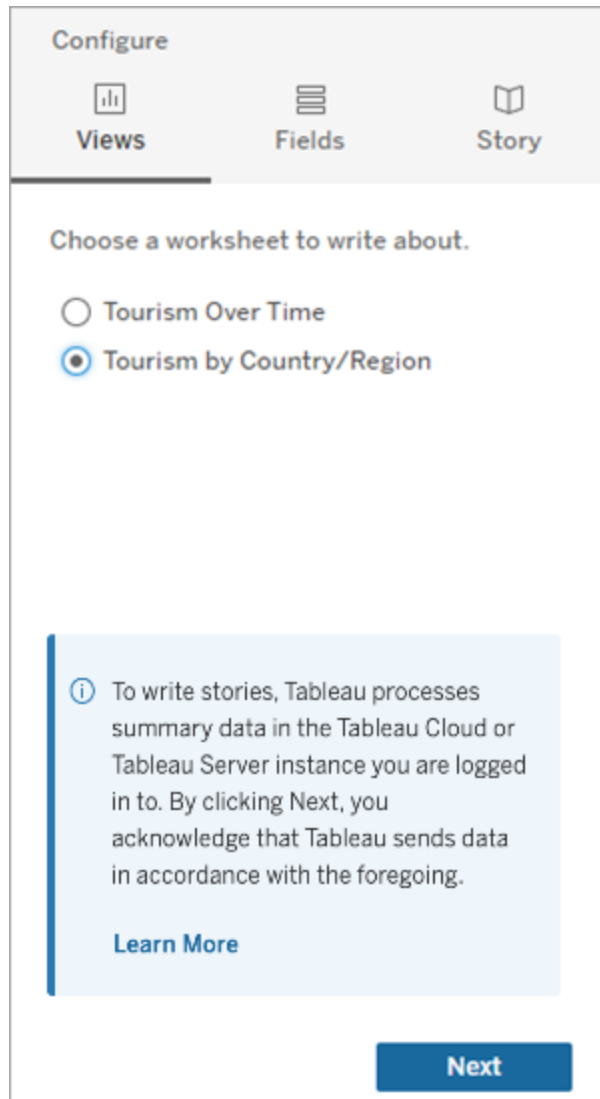 Configure
Views Fields Story
Choose a worksheet to write about.
Tourism Over Time
Tourism by Country/Region
To write stories, Tableau processes
summary data in the Tableau Cloud or
Tableau Server instance you are logged
in to. By clicking Next, you
acknowledge that Tableau sends data
in accordance with the foregoing.
Learn More
Next